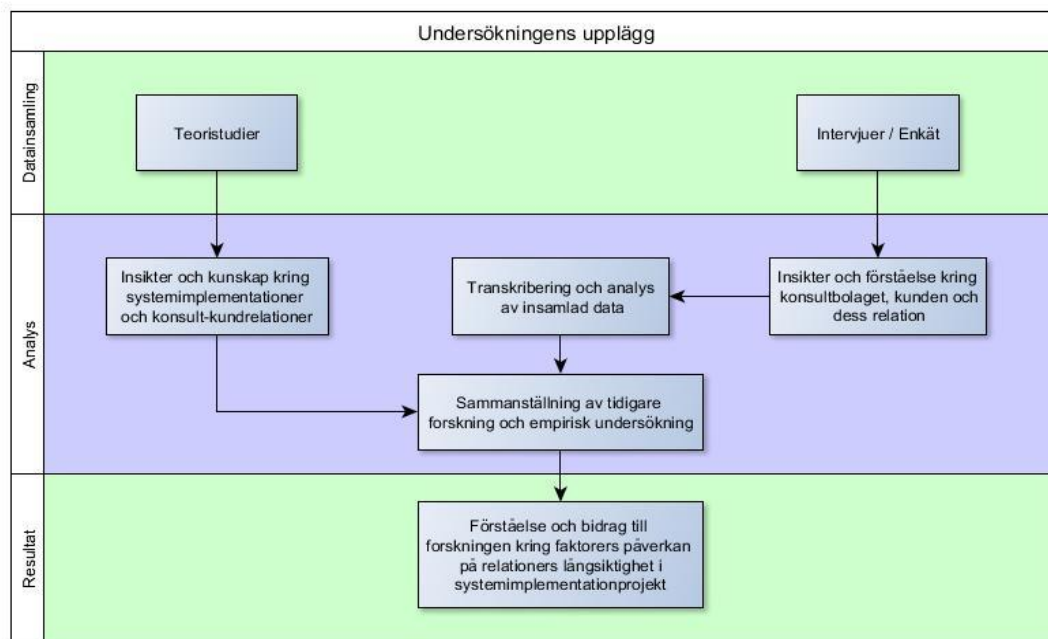 Undersökningens upplägg
Datainsamling
Teoristudier
Intervjuer / Enkät
Analys
Insikter och kunskap kring
systemimplementationer
och konsult-kundrelationer
Transkribering och analys
av insamlad data
Insikter och förståelse kring
konsultbolaget, kunden och
dess relation
Sammanställning av tidigare
forskning och empirisk undersökning
Resultat
Förståelse och bidrag till
forskningen kring faktorers påverkan
på relationers långsiktighet i
systemimplementationprojekt